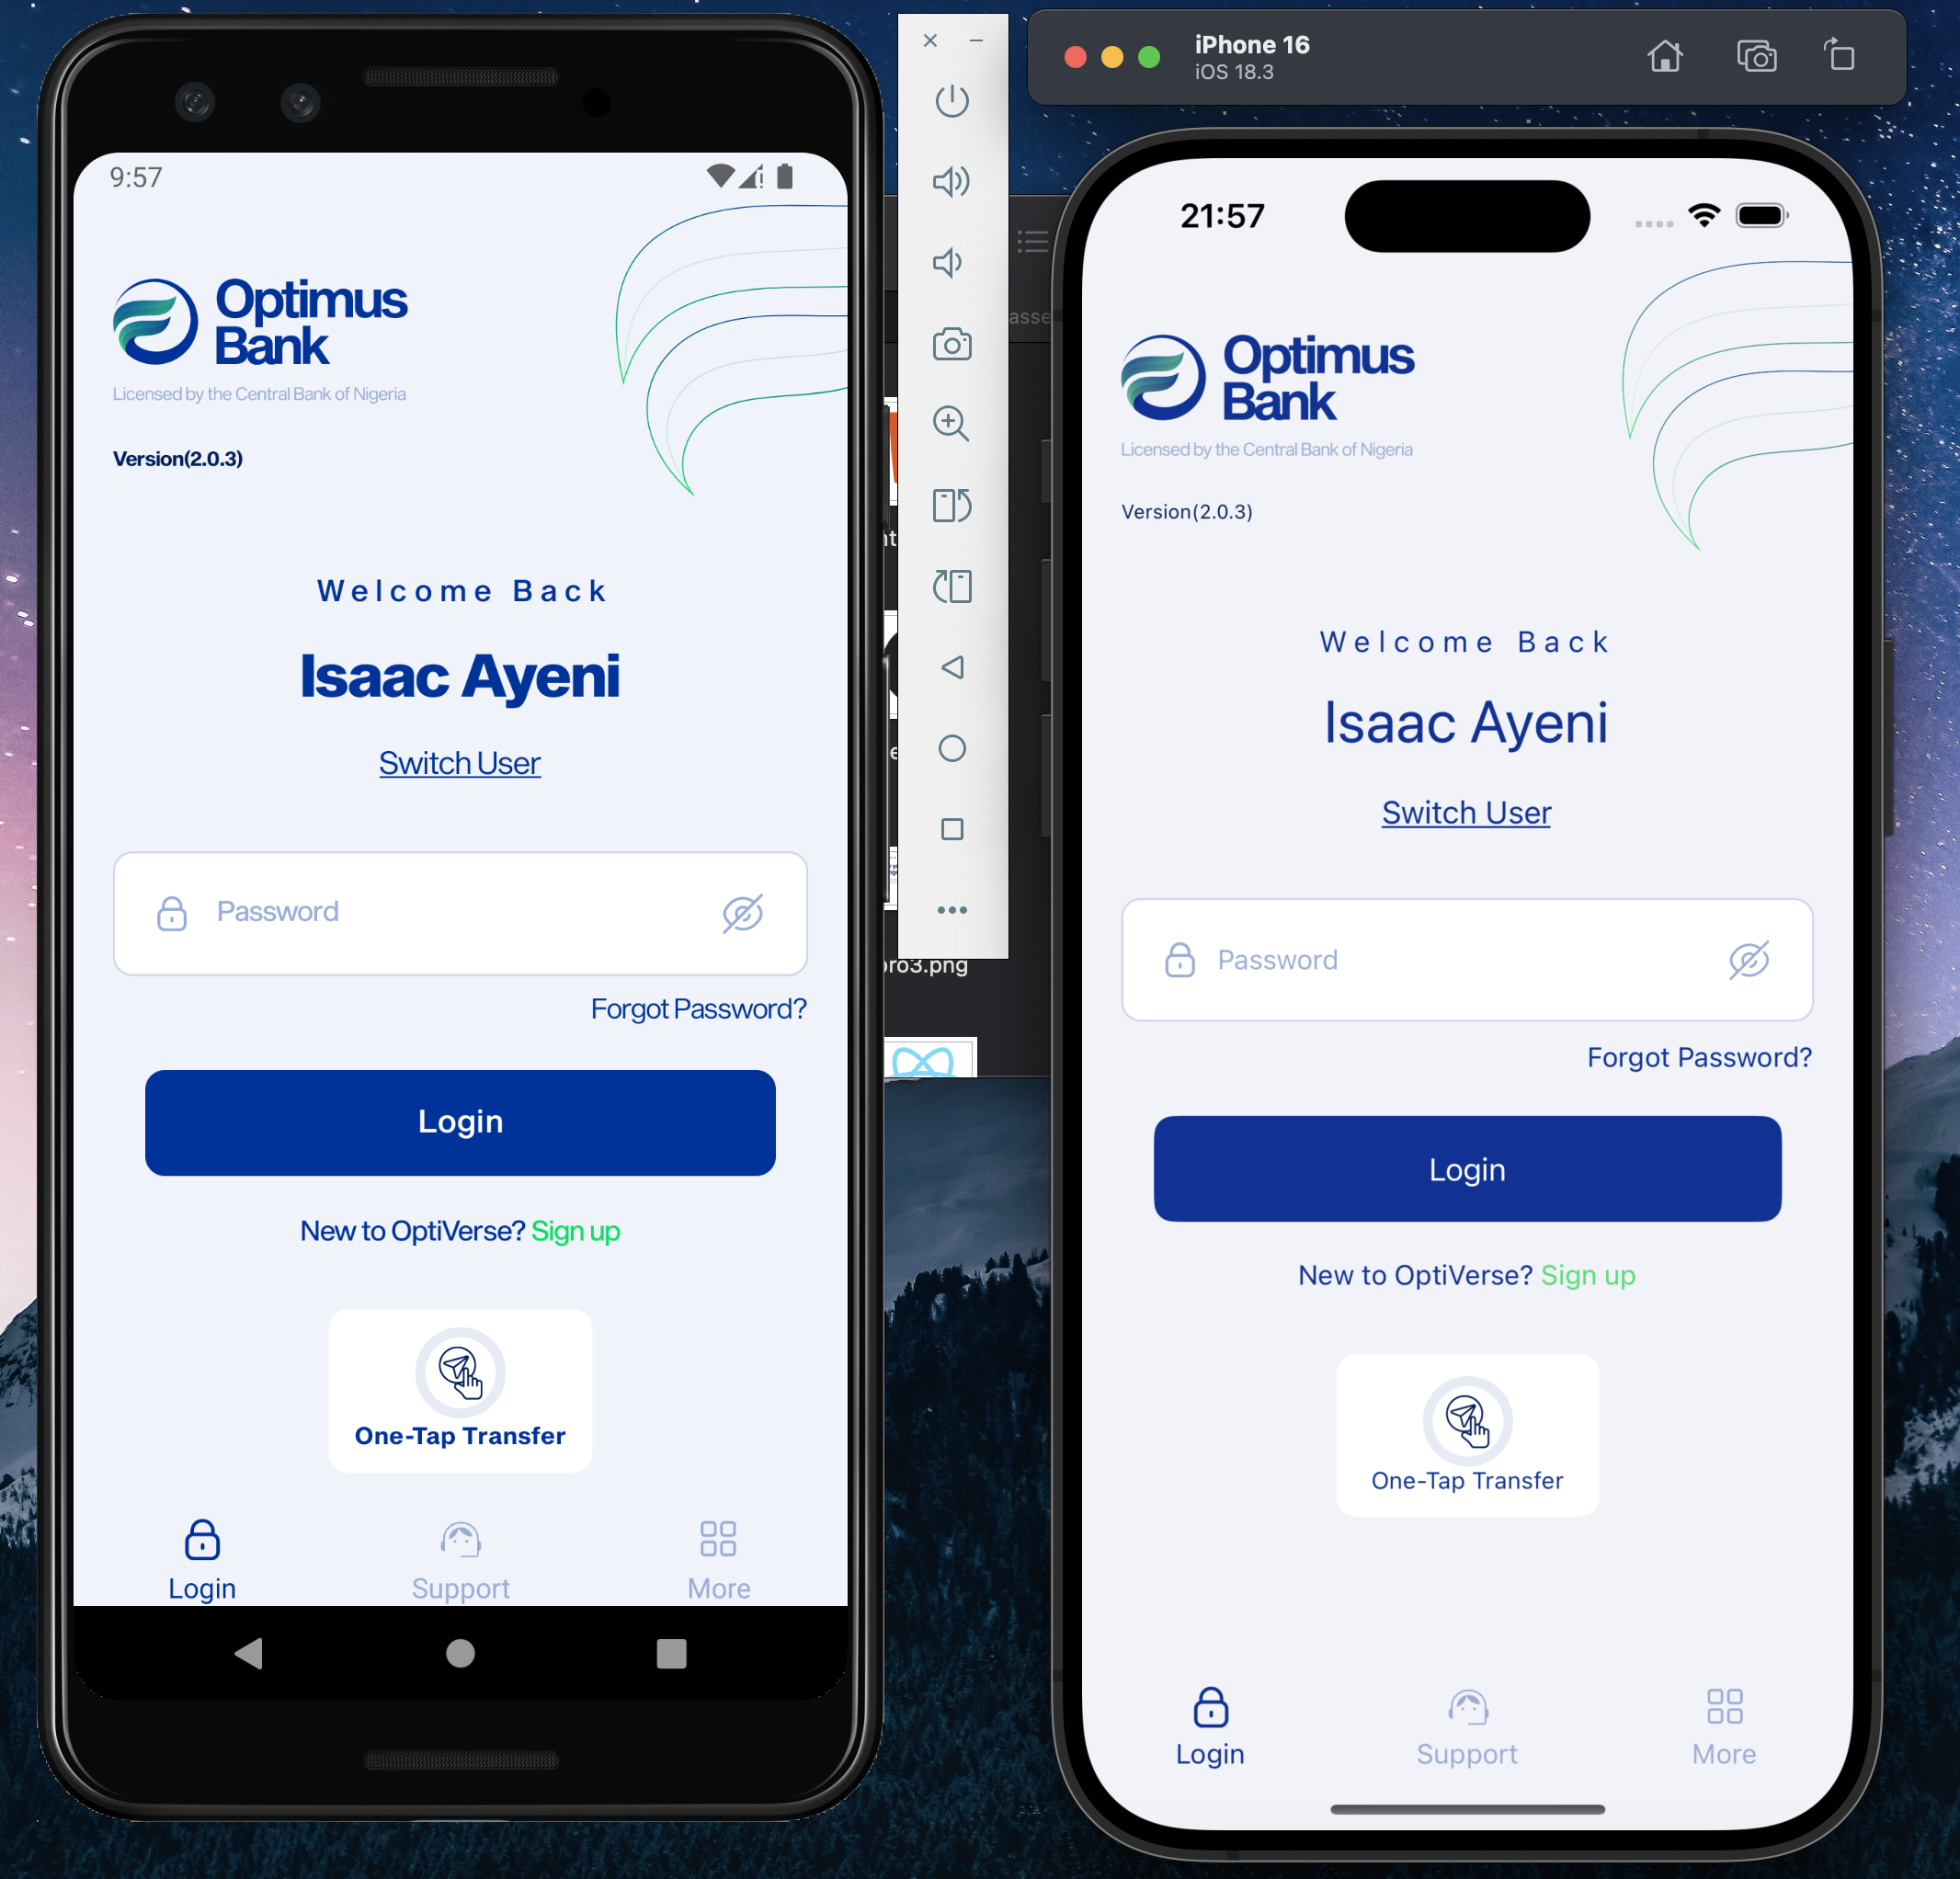 9:57
Optimus
Bank
Licensed by the Central Bank of Nigeria
Version(2.0.3)
Welcome Back
Isaac Ayeni
Switch User
Password
Forgot Password?
Login
New to OptiVerse? Sign up
One-Tap Transfer
Login
Support
More
asse
pro3.png
iPhone 16
iOS 18.3
21:57
Optimus
Bank
Licensed by the Central Bank of Nigeria
Version(2.0.3)
Welcome Back
Isaac Ayeni
Switch User
Password
Forgot Password?
Login
New to OptiVerse? Sign up
One-Tap Transfer
Login
Support
More